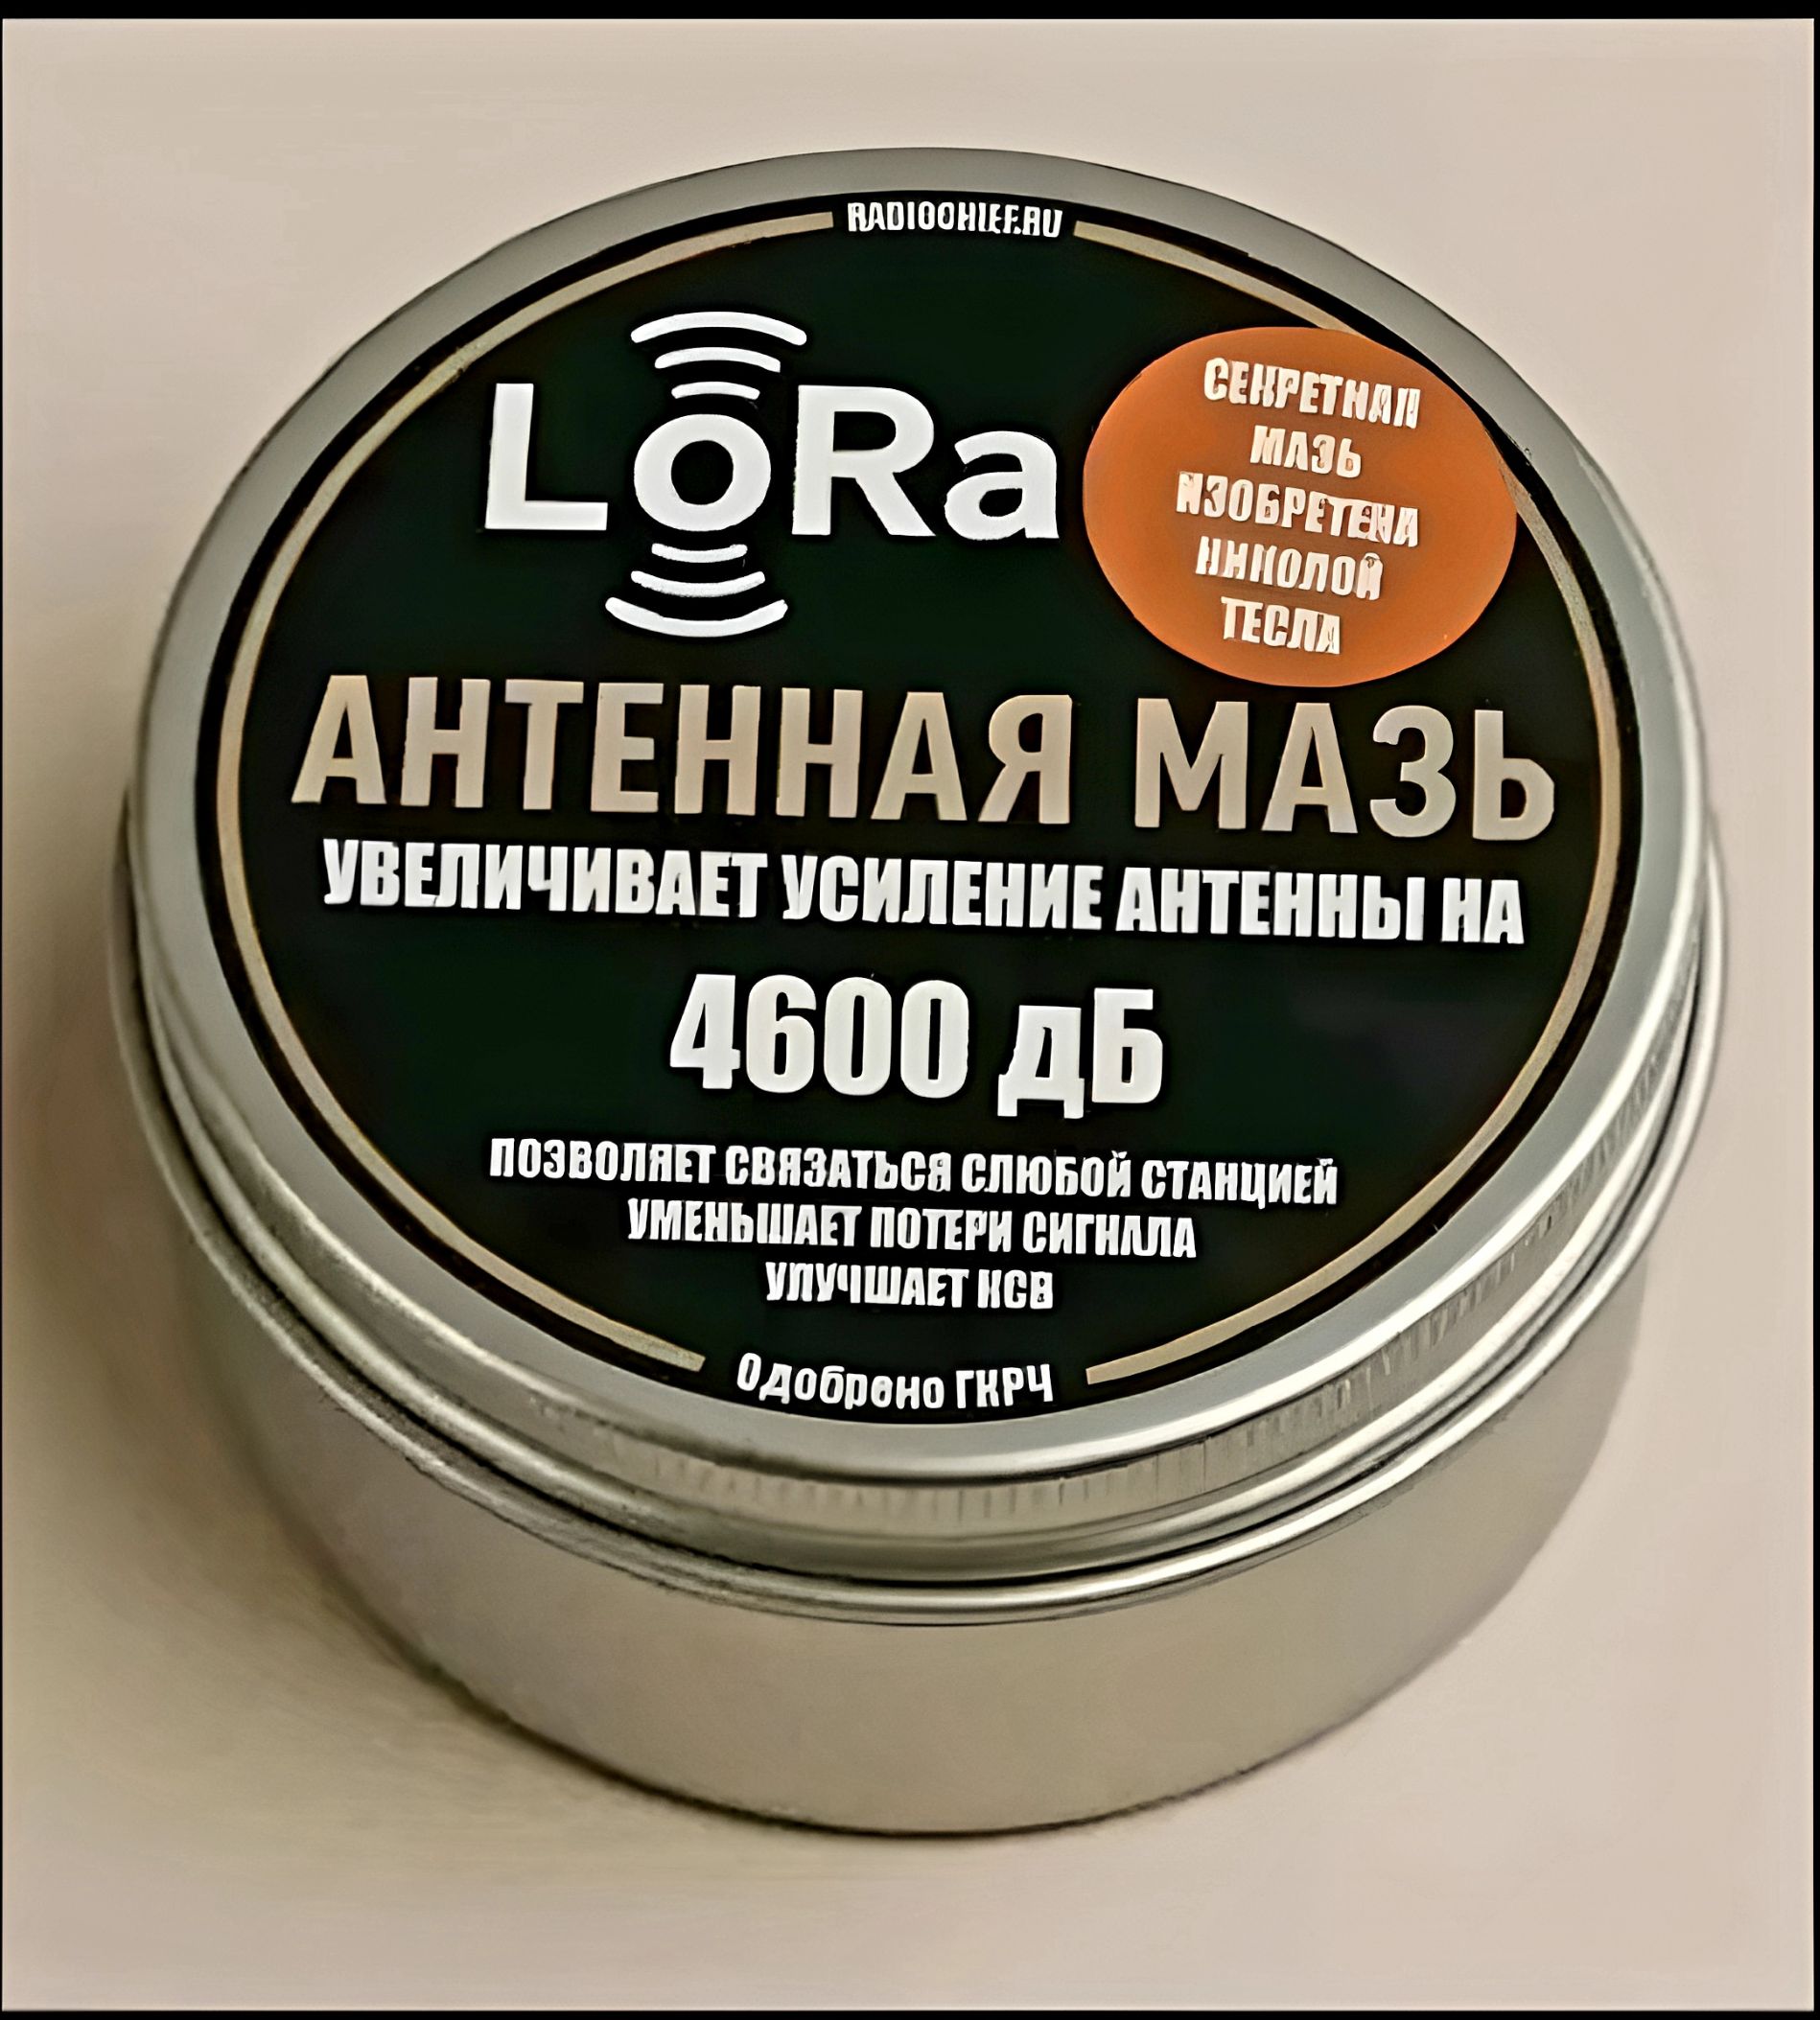 RADIOCHIEF.RU
LoRa
СЕКРЕТНАЯ
МАЗЬ
ИЗОБРЕТЕНА
НИКОЛОЙ
ТЕСЛА
АНТЕННАЯ МАЗЬ
УВЕЛИЧИВАЕТ УСИЛЕНИЕ АНТЕННЫ НА
4600 дБ
ПОЗВОЛЯЕТ СВЯЗАТЬСЯ С ЛЮБОЙ СТАНЦИЕЙ
УМЕНЬШАЕТ ПОТЕРИ СИГНАЛА
УЛУЧШАЕТ КСВ
Одобрено ГКРЧ